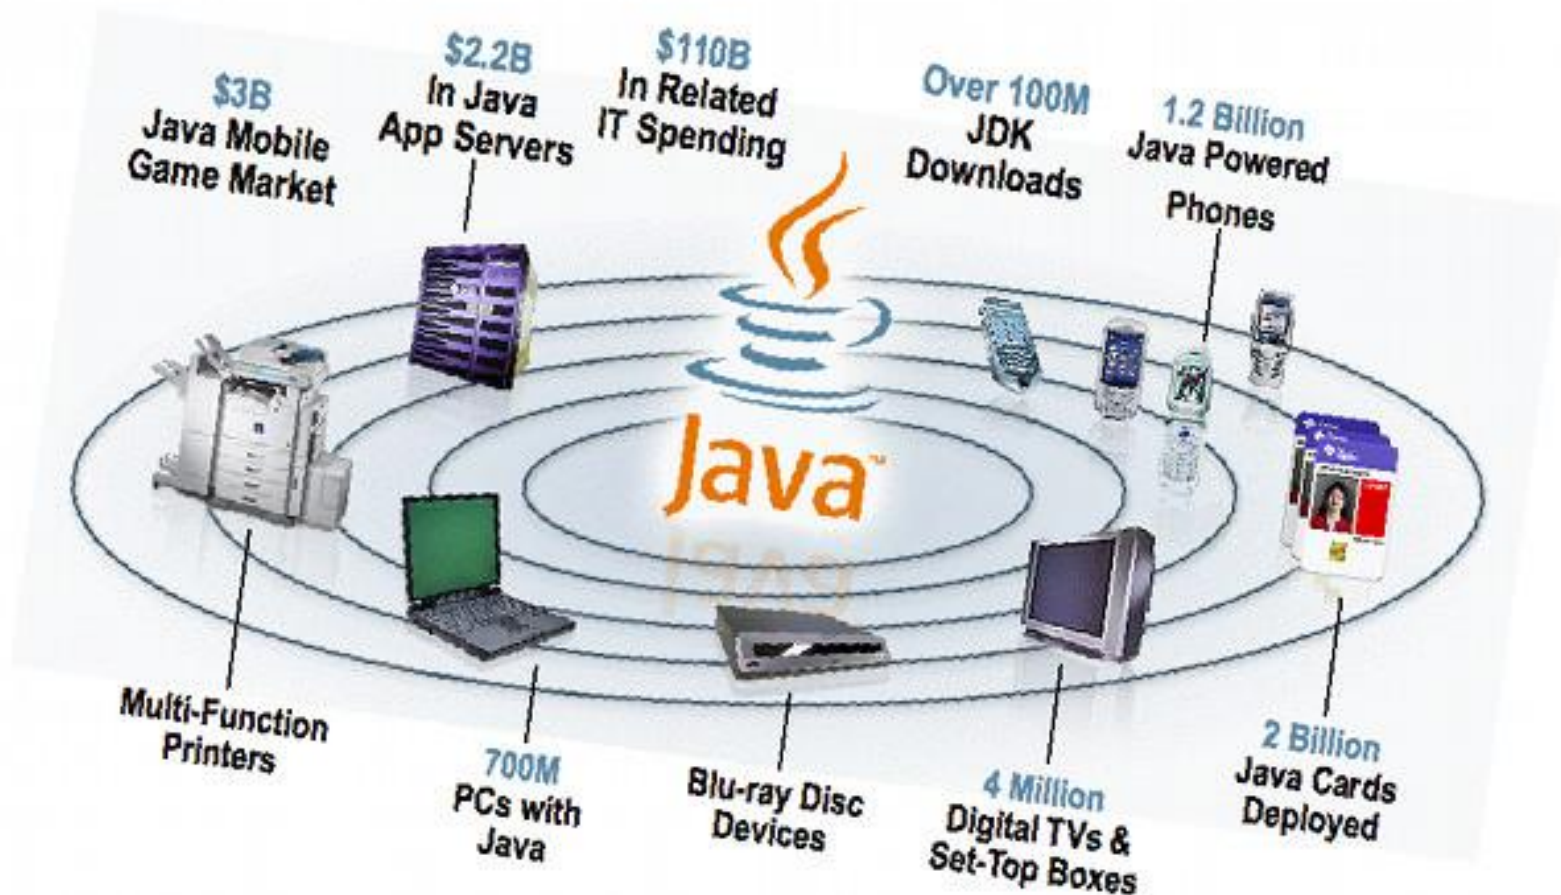 $3B
Java Mobile
Game Market
$2.2B
In Java
App Servers
$110B
In Related
IT Spending
Over 100M
JDK
Downloads
1.2 Billion
Java Powered
Phones
Java™
Multi-Function
Printers
700M
PCs with
Java
Blu-ray Disc
Devices
4 Million
Digital TVs &
Set-Top Boxes
2 Billion
Java Cards
Deployed